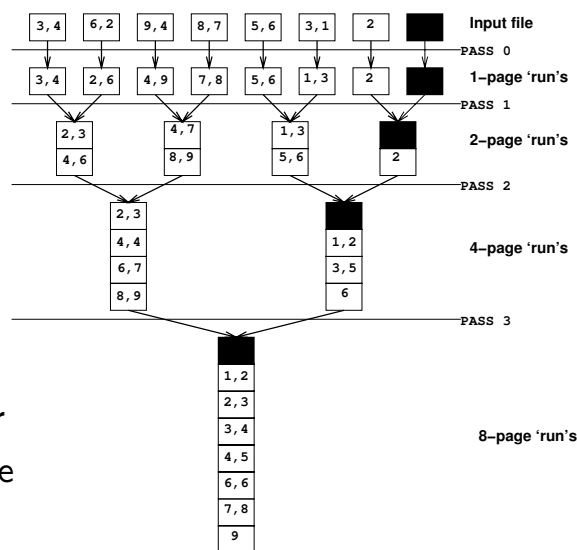 3,4 6,2 9,4 8,7 5,6 3,1 2 Input file
PASS 0
3,4 2,6 4,9 7,8 5,6 1,3 2 1−page ‘run's
PASS 1
2,3 4,7 1,3
2−page ‘run's
4,6 8,9 5,6 2
PASS 2
2,3
4,4 1,2
4−page ‘run's
6,7 3,5
8,9 6
PASS 3
1,2
2,3
r
3,4
8−page ‘run's
4,5
e
6,6
7,8
9